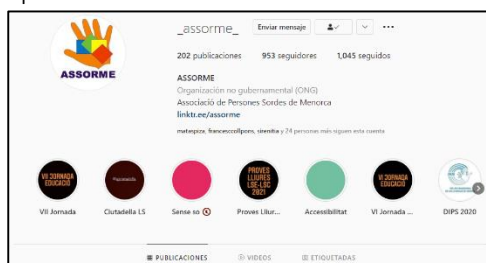 _assorme_ Enviar mensaje
202 publicaciones 953 seguidores 1,045 seguidos
ASSORME
ASSORME
Organización no gubernamental (ONG)
Associació de Persones Sordes de Menorca
linktr.ee/assorme
mataspiza, francesccollpons, sirenitia y 24 personas más siguen esta cuenta
VII JORNADA
EDUCACIÓ
PROVES
LLIURES
LSE-LSC
2021
VI JORNADA
EDUCACIÓ
VII Jornada Ciutadella LS Sense so Proves Lliur... Accessibilitat VI Jornada ... DIPS 2020
PUBLICACIONES VIDEOS ETIQUETADAS